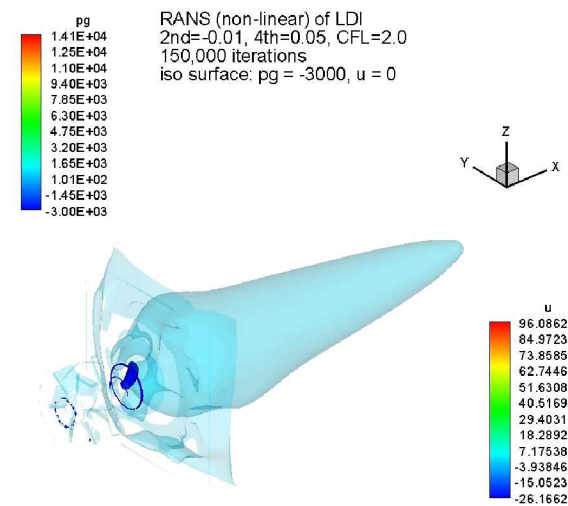 pg
1.41E+04
1.25E+04
1.10E+04
9.40E+03
7.85E+03
6.30E+03
4.75E+03
3.20E+03
1.65E+03
1.01E+02
-1.45E+03
-3.00E+03
RANS (non-linear) of LDI
2nd=-0.01, 4th=0.05, CFL=2.0
150,000 iterations
iso surface: pg = -3000, u = 0
Z
Y
X
u
96.0862
84.9723
73.8585
62.7446
51.6308
40.5169
29.4031
18.2892
7.17538
-3.93846
-15.0523
-26.1662